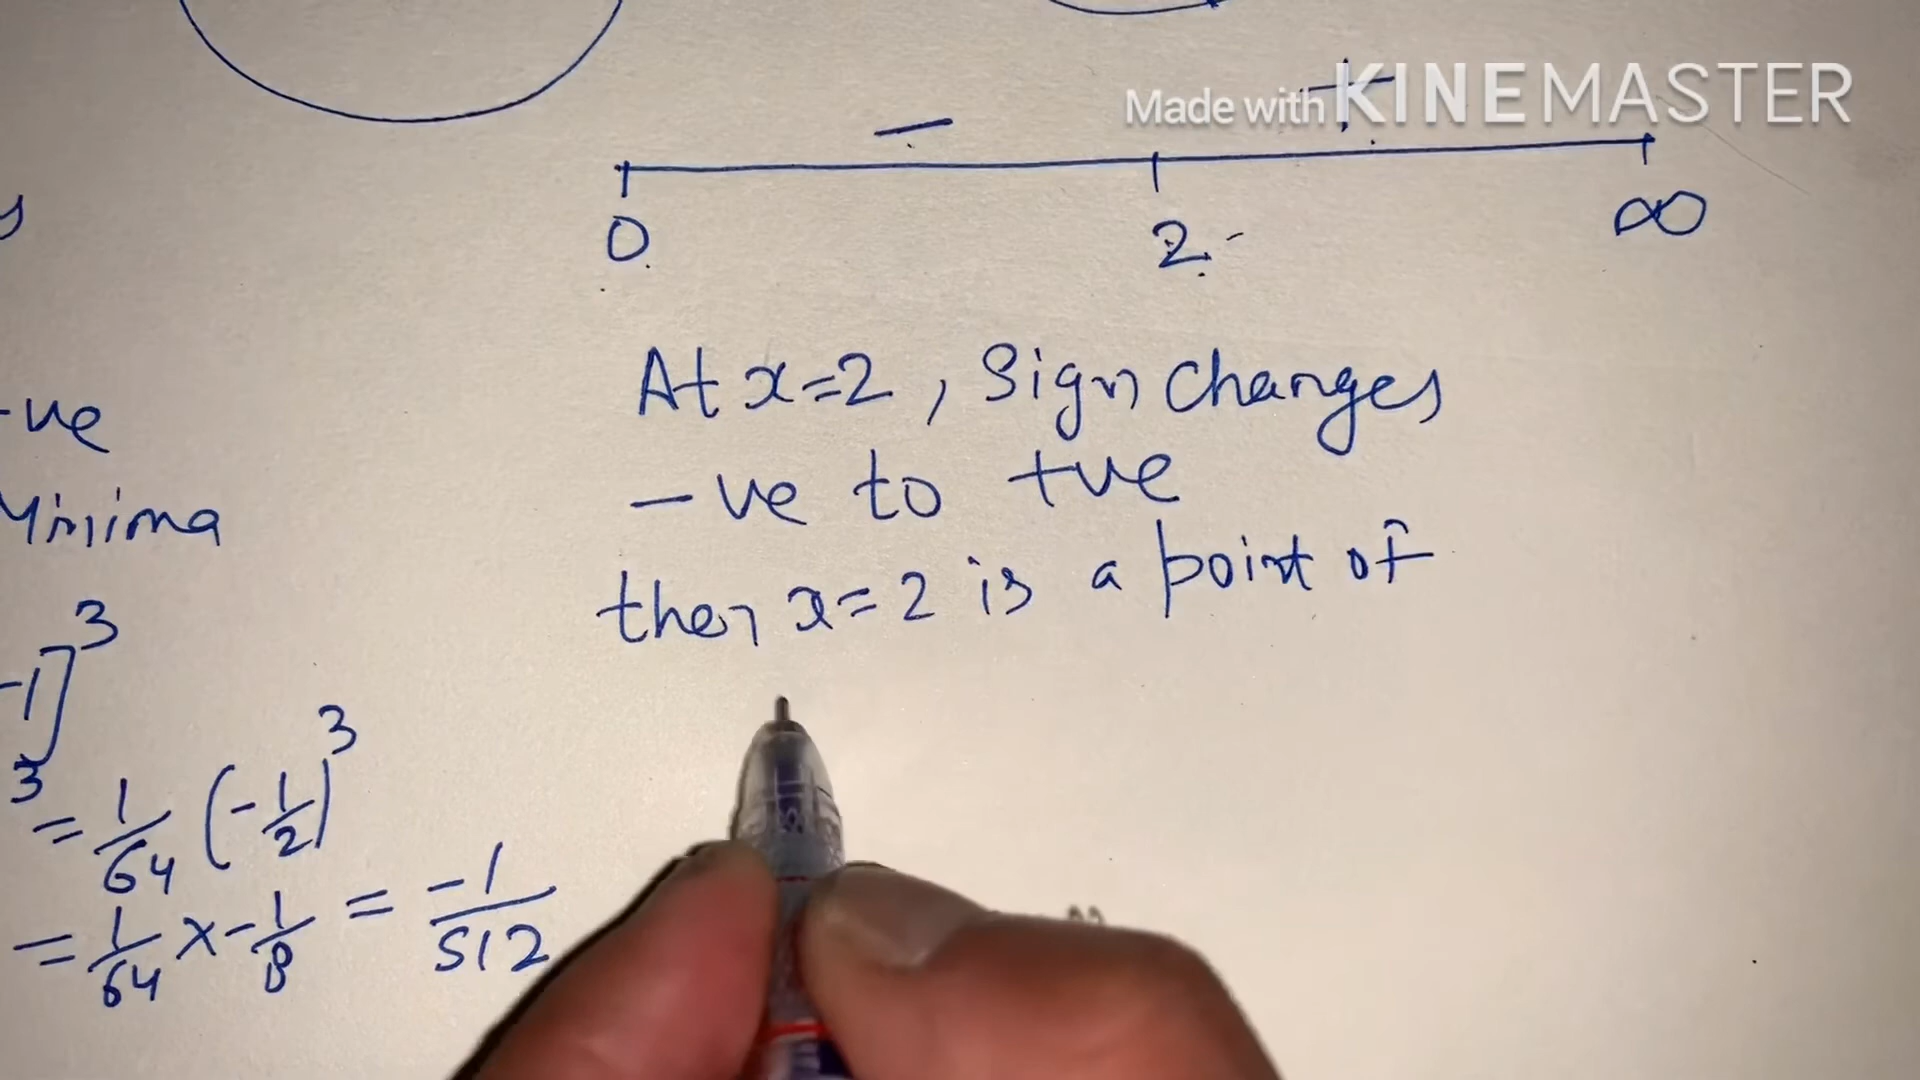 Made with KINEMASTER
− +
0 2 ∞
At x=2, Sign changes
-ve to +ve
then x=2 is a point of
-ve
Minima
-1]³
3
= 1/64 (-1/2)³
= 1/64 x -1/8 = -1/512